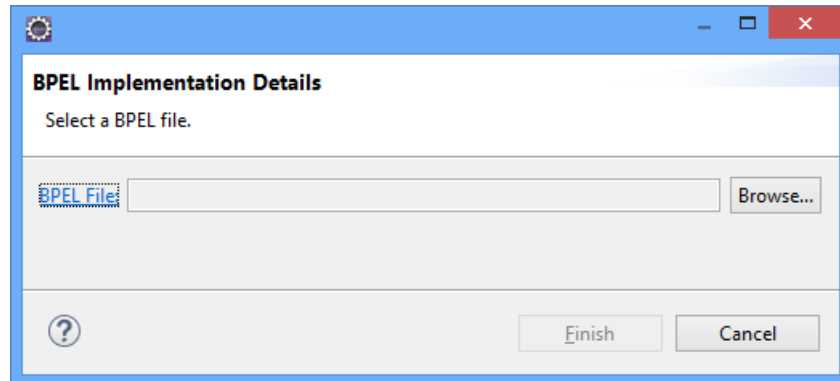 BPEL Implementation Details
Select a BPEL file.
BPEL File:
Browse...
?
Finish
Cancel